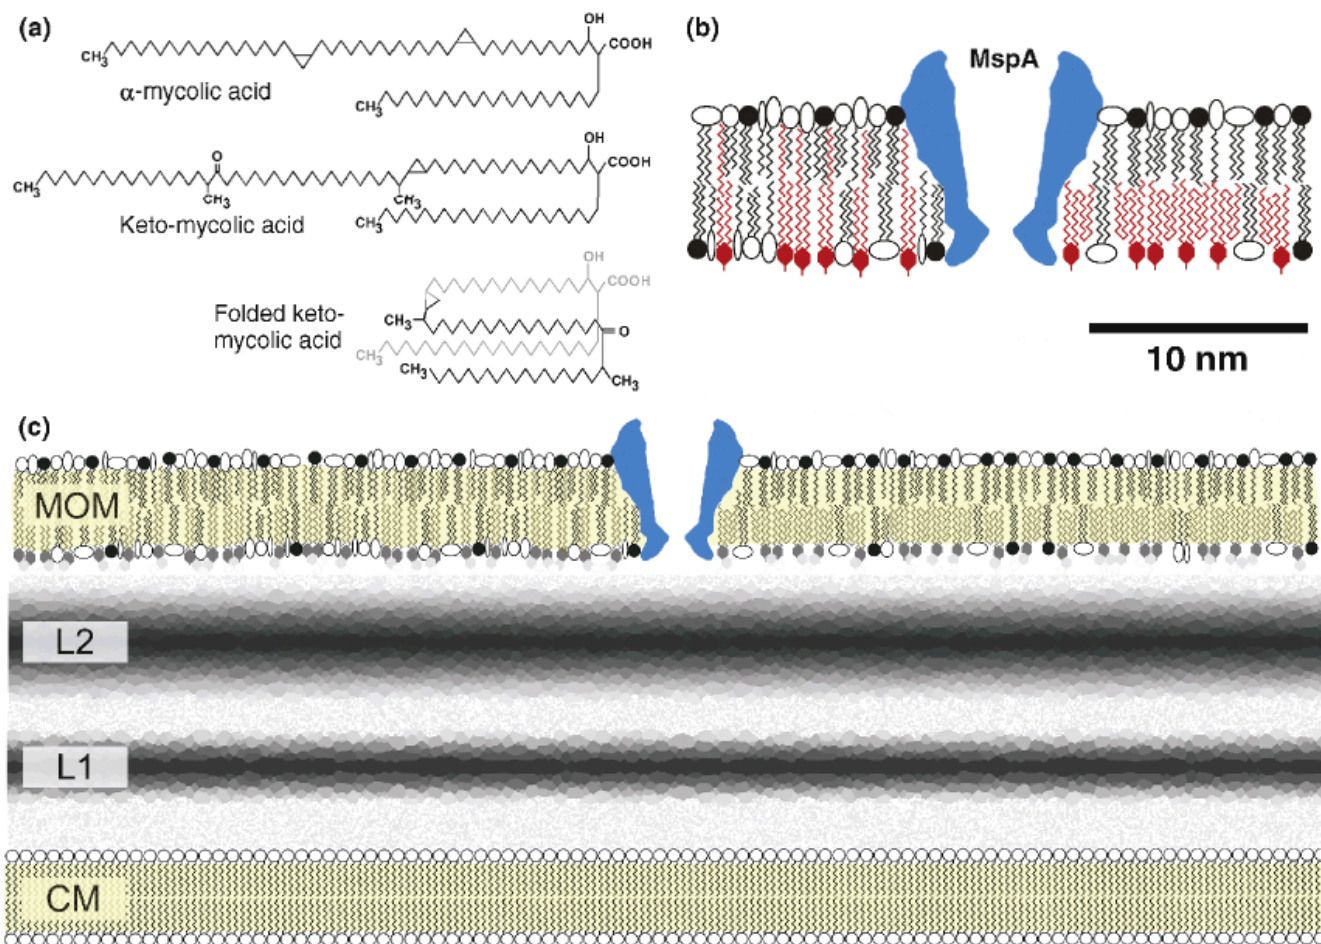 (a)
OH
CH3
COOH
α-mycolic acid
CH3
O
OH
COOH
CH3
CH3
CH3
CH3
Keto-mycolic acid
OH
COOH
Folded keto-
mycolic acid
CH3
O
CH3
CH3
CH3
(b)
MspA
10 nm
(c)
MOM
L2
L1
CM